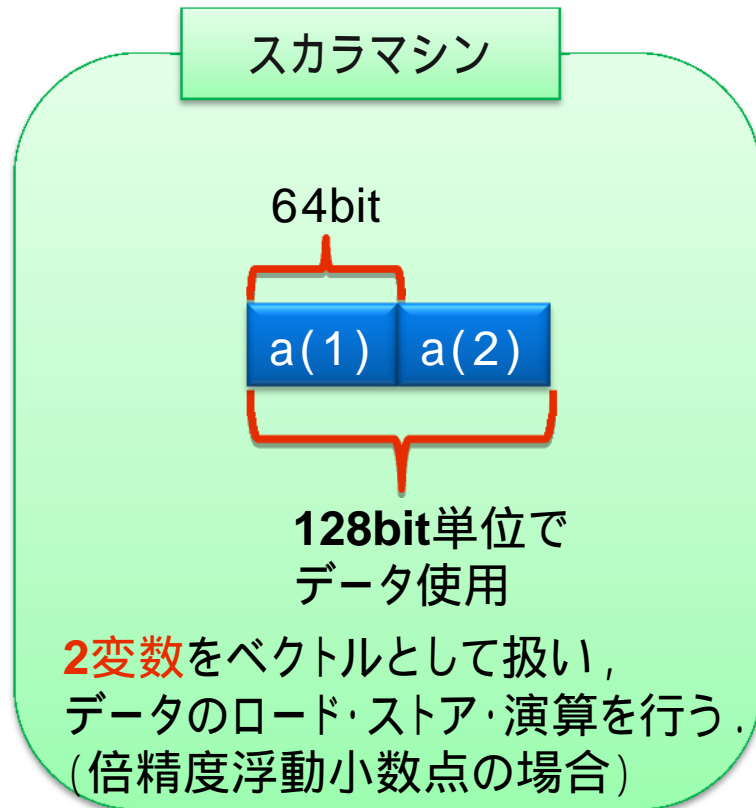 スカラマシン
64bit
a(1) a(2)
128bit単位で
データ使用
2変数をベクトルとして扱い,
データのロード・ストア・演算を行う.
(倍精度浮動小数点の場合)